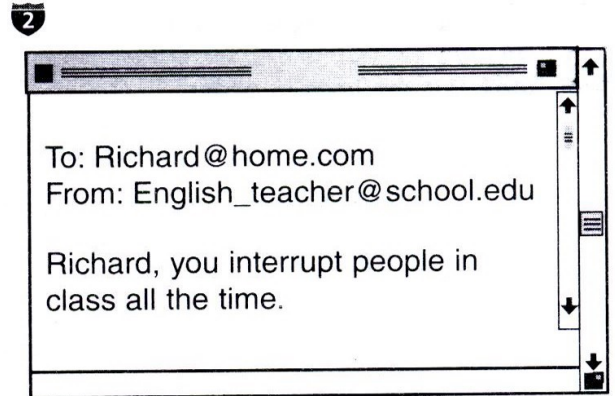 2
To: Richard@home.com
From: English_teacher@school.edu
Richard, you interrupt people in
class all the time.